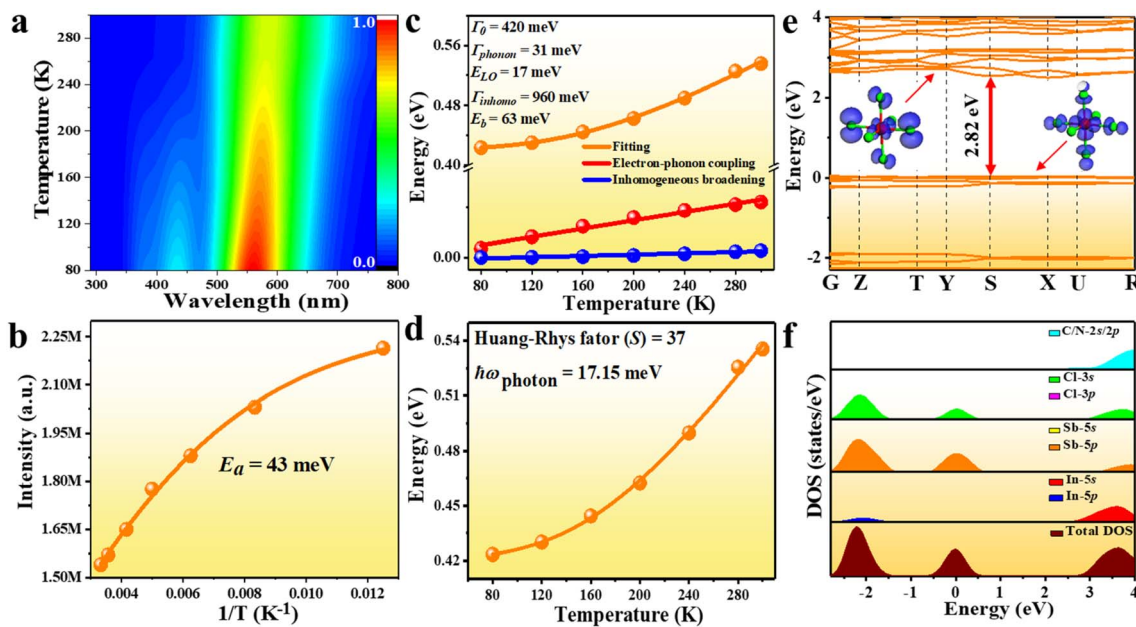 a
Temperature (K)
280
240
200
160
120
80
1.0
0.0
300 400 500 600 700 800
Wavelength (nm)
b
Intensity (a.u.)
2.25M
2.10M
1.95M
1.80M
1.65M
1.50M
Ea = 43 meV
0.004 0.006 0.008 0.010 0.012
1/T (K-1)
c
Γ0 = 420 meV
Γphonon = 31 meV
ELO = 17 meV
Γinhomo = 960 meV
Eb = 63 meV
Fitting
Electron-phonon coupling
Inhomogeneous broadening
Energy (eV)
0.56
0.48
0.40
0.00
80 120 160 200 240 280
Temperature (K)
d
Huang-Rhys fator (S) = 37
ħω photon = 17.15 meV
Energy (eV)
0.54
0.51
0.48
0.45
0.42
80 120 160 200 240 280
Temperature (K)
e
Energy (eV)
4
2
0
-2
2.82 eV
G Z T Y S X U R
f
DOS (states/eV)
C/N-2s/2p
Cl-3s
Cl-3p
Sb-5s
Sb-5p
In-5s
In-5p
Total DOS
-2 -1 0 1 2 3 4
Energy (eV)